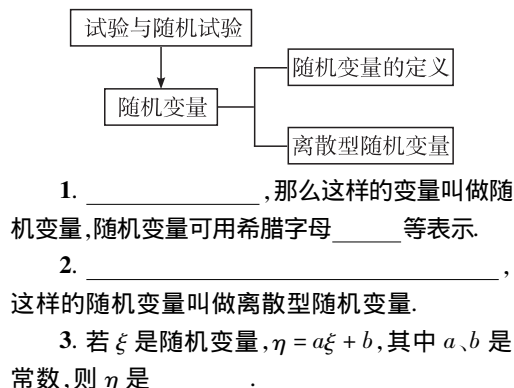 试验与随机试验
随机变量的定义
随机变量
离散型随机变量
1. ____________,那么这样的变量叫做随
机变量,随机变量可用希腊字母_____等表示.
2. ______________________________,
这样的随机变量叫做离散型随机变量.
3. 若 ξ 是随机变量,η = aξ + b,其中 a、b 是
常数,则 η 是________.